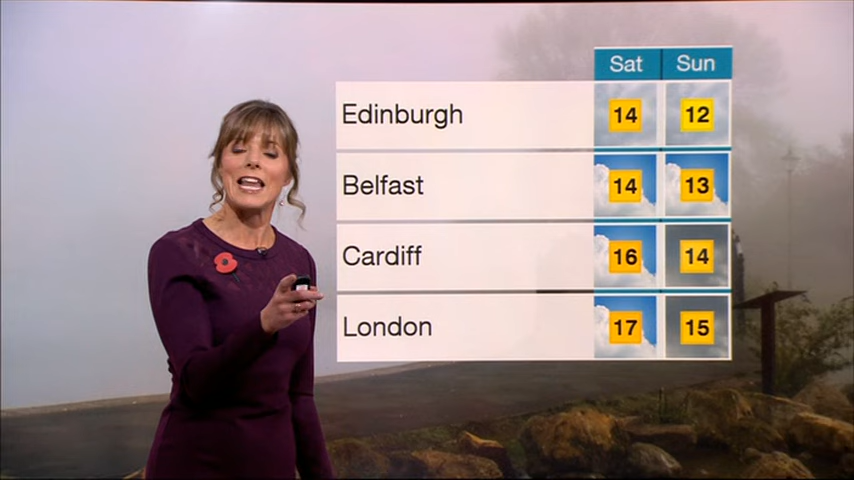 Sat Sun
Edinburgh 14 12
Belfast 14 13
Cardiff 16 14
London 17 15